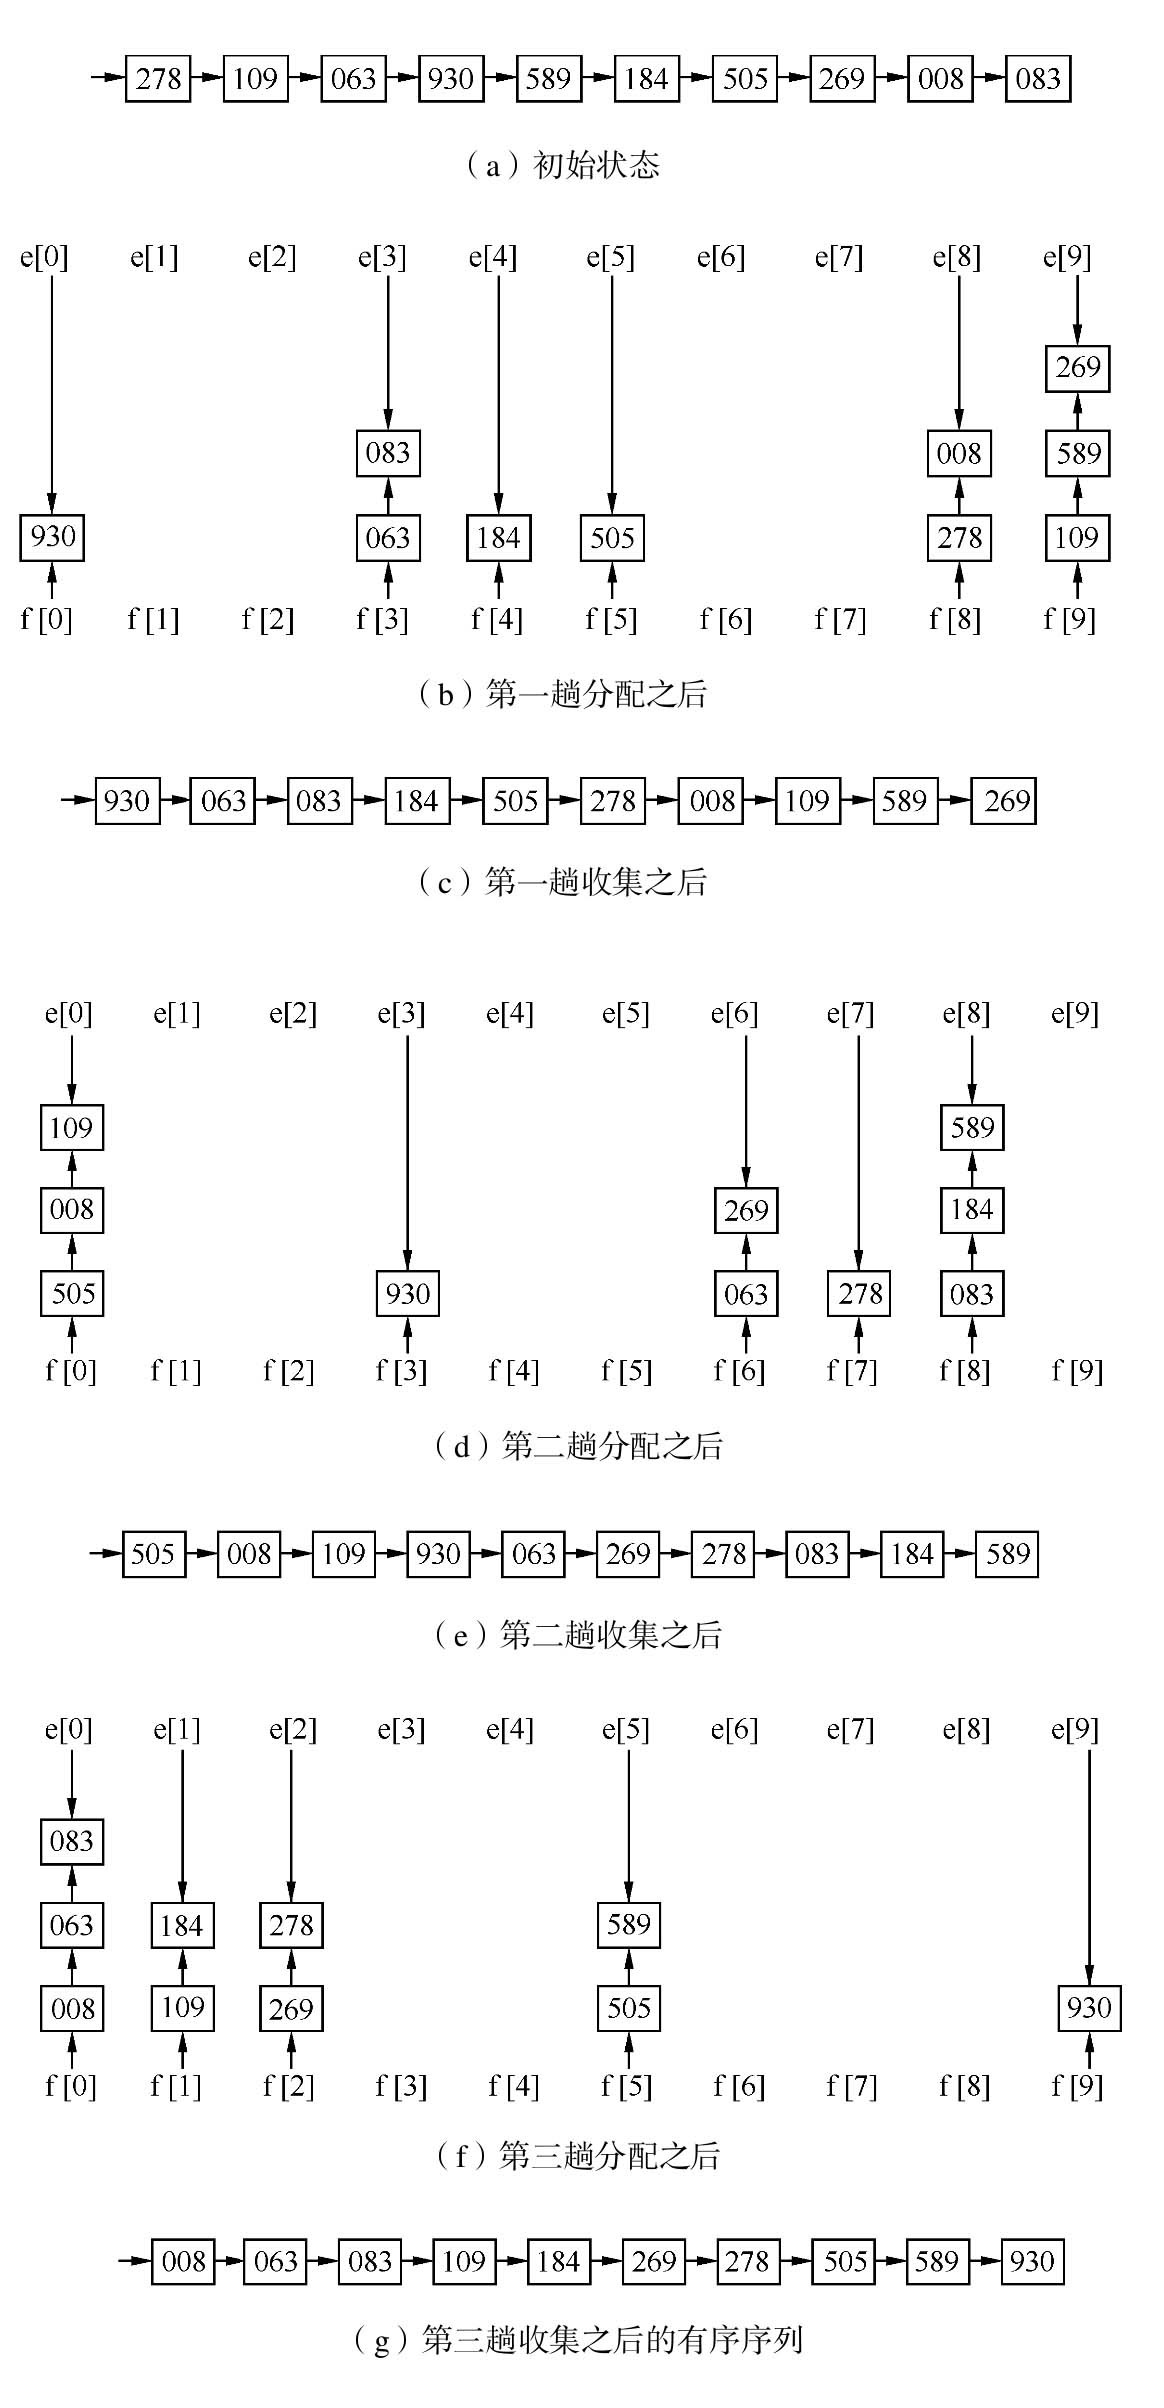 278 109 063 930 589 184 505 269 008 083
（a）初始状态
e[0] e[1] e[2] e[3] e[4] e[5] e[6] e[7] e[8] e[9]
269
083 008 589
930 063 184 505 278 109
f [0] f [1] f [2] f [3] f [4] f [5] f [6] f [7] f [8] f [9]
（b）第一趟分配之后
930 063 083 184 505 278 008 109 589 269
（c）第一趟收集之后
e[0] e[1] e[2] e[3] e[4] e[5] e[6] e[7] e[8] e[9]
109 589
008 269 184
505 930 063 278 083
f [0] f [1] f [2] f [3] f [4] f [5] f [6] f [7] f [8] f [9]
（d）第二趟分配之后
505 008 109 930 063 269 278 083 184 589
（e）第二趟收集之后
e[0] e[1] e[2] e[3] e[4] e[5] e[6] e[7] e[8] e[9]
083
063 184 278 589
008 109 269 505 930
f [0] f [1] f [2] f [3] f [4] f [5] f [6] f [7] f [8] f [9]
（f）第三趟分配之后
008 063 083 109 184 269 278 505 589 930
（g）第三趟收集之后的有序序列